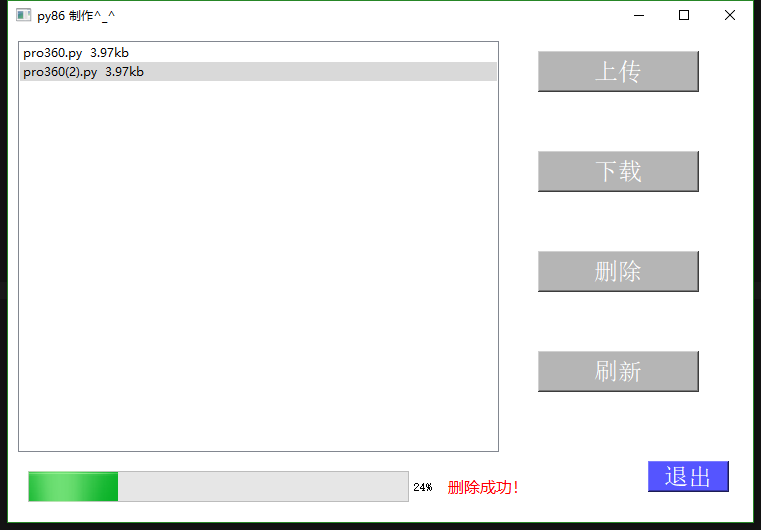 py86 制作^_^
pro360.py 3.97kb
pro360(2).py 3.97kb
上传
下载
删除
刷新
退出
24%
删除成功！